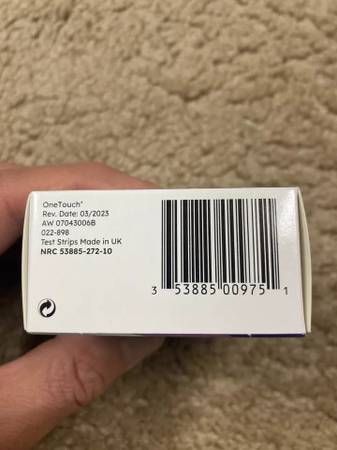 OneTouch®
Rev. Date: 03/2023
AW 07043006B
022-898
Test Strips Made in UK
NRC 53885-272-10
3 53885 00975 1